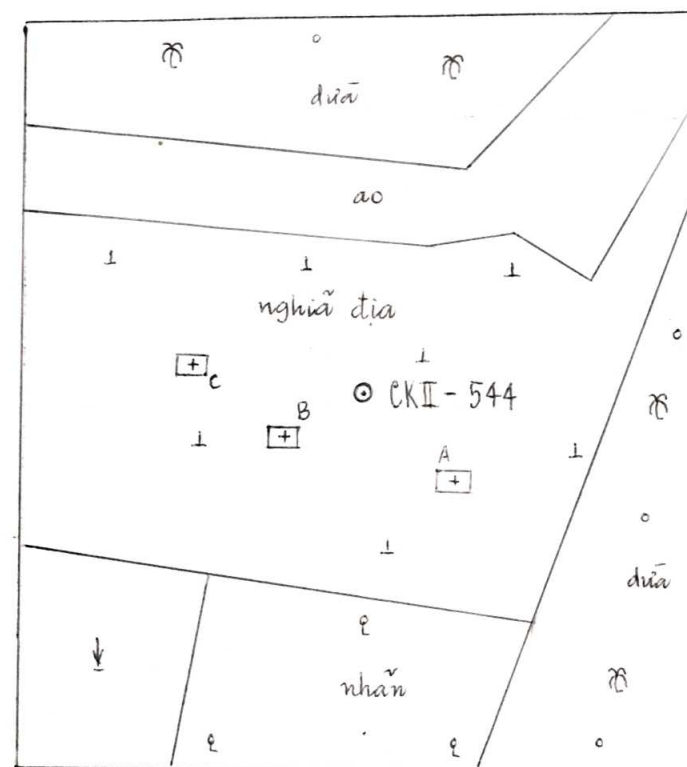 dừa
ao
nghĩa địa
C
B
CKII - 544
A
dừa
nhãn